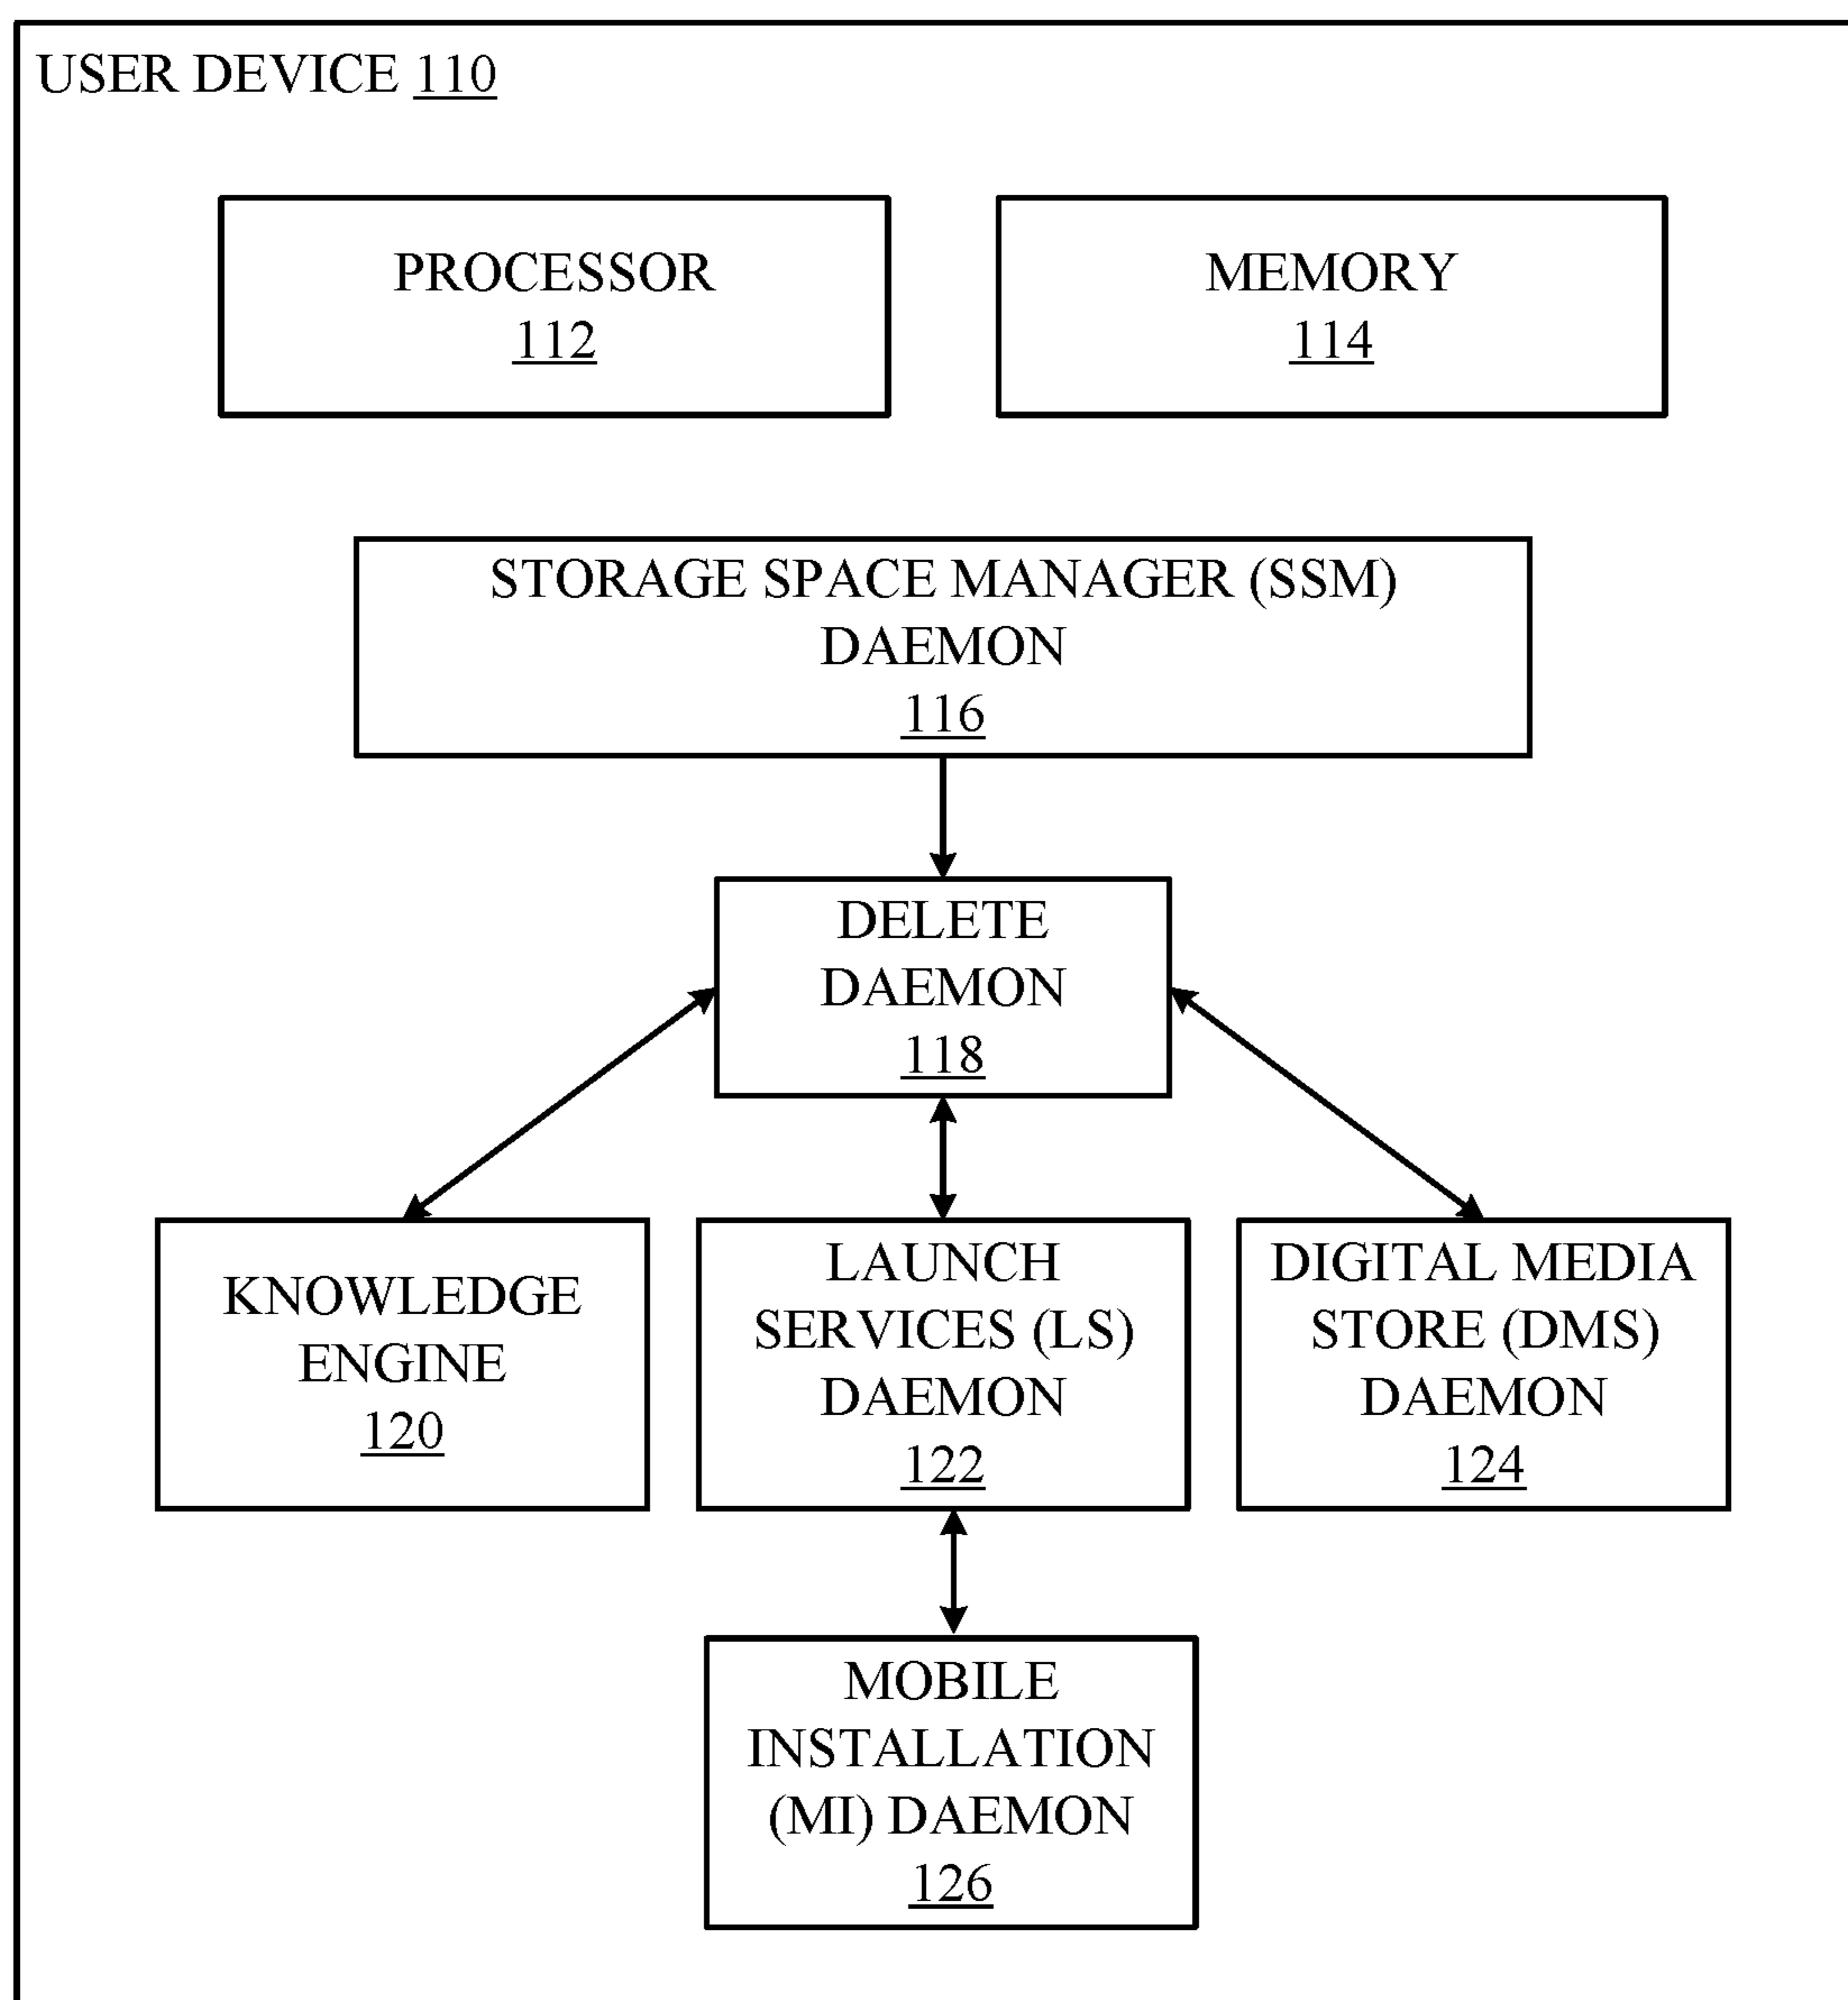 USER DEVICE 110
PROCESSOR
112
MEMORY
114
STORAGE SPACE MANAGER (SSM)
DAEMON
116
DELETE
DAEMON
118
KNOWLEDGE
ENGINE
120
LAUNCH
SERVICES (LS)
DAEMON
122
DIGITAL MEDIA
STORE (DMS)
DAEMON
124
MOBILE
INSTALLATION
(MI) DAEMON
126